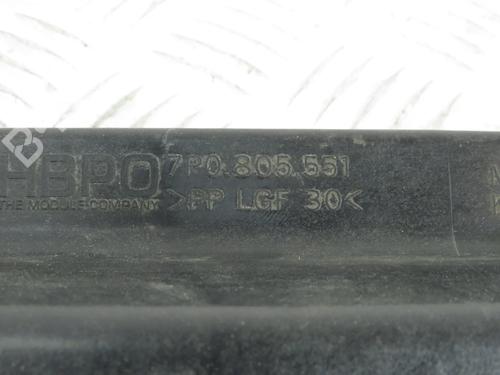 HBPO 7P0.805.551
THE MODULE COMPANY >PP LGF 30<